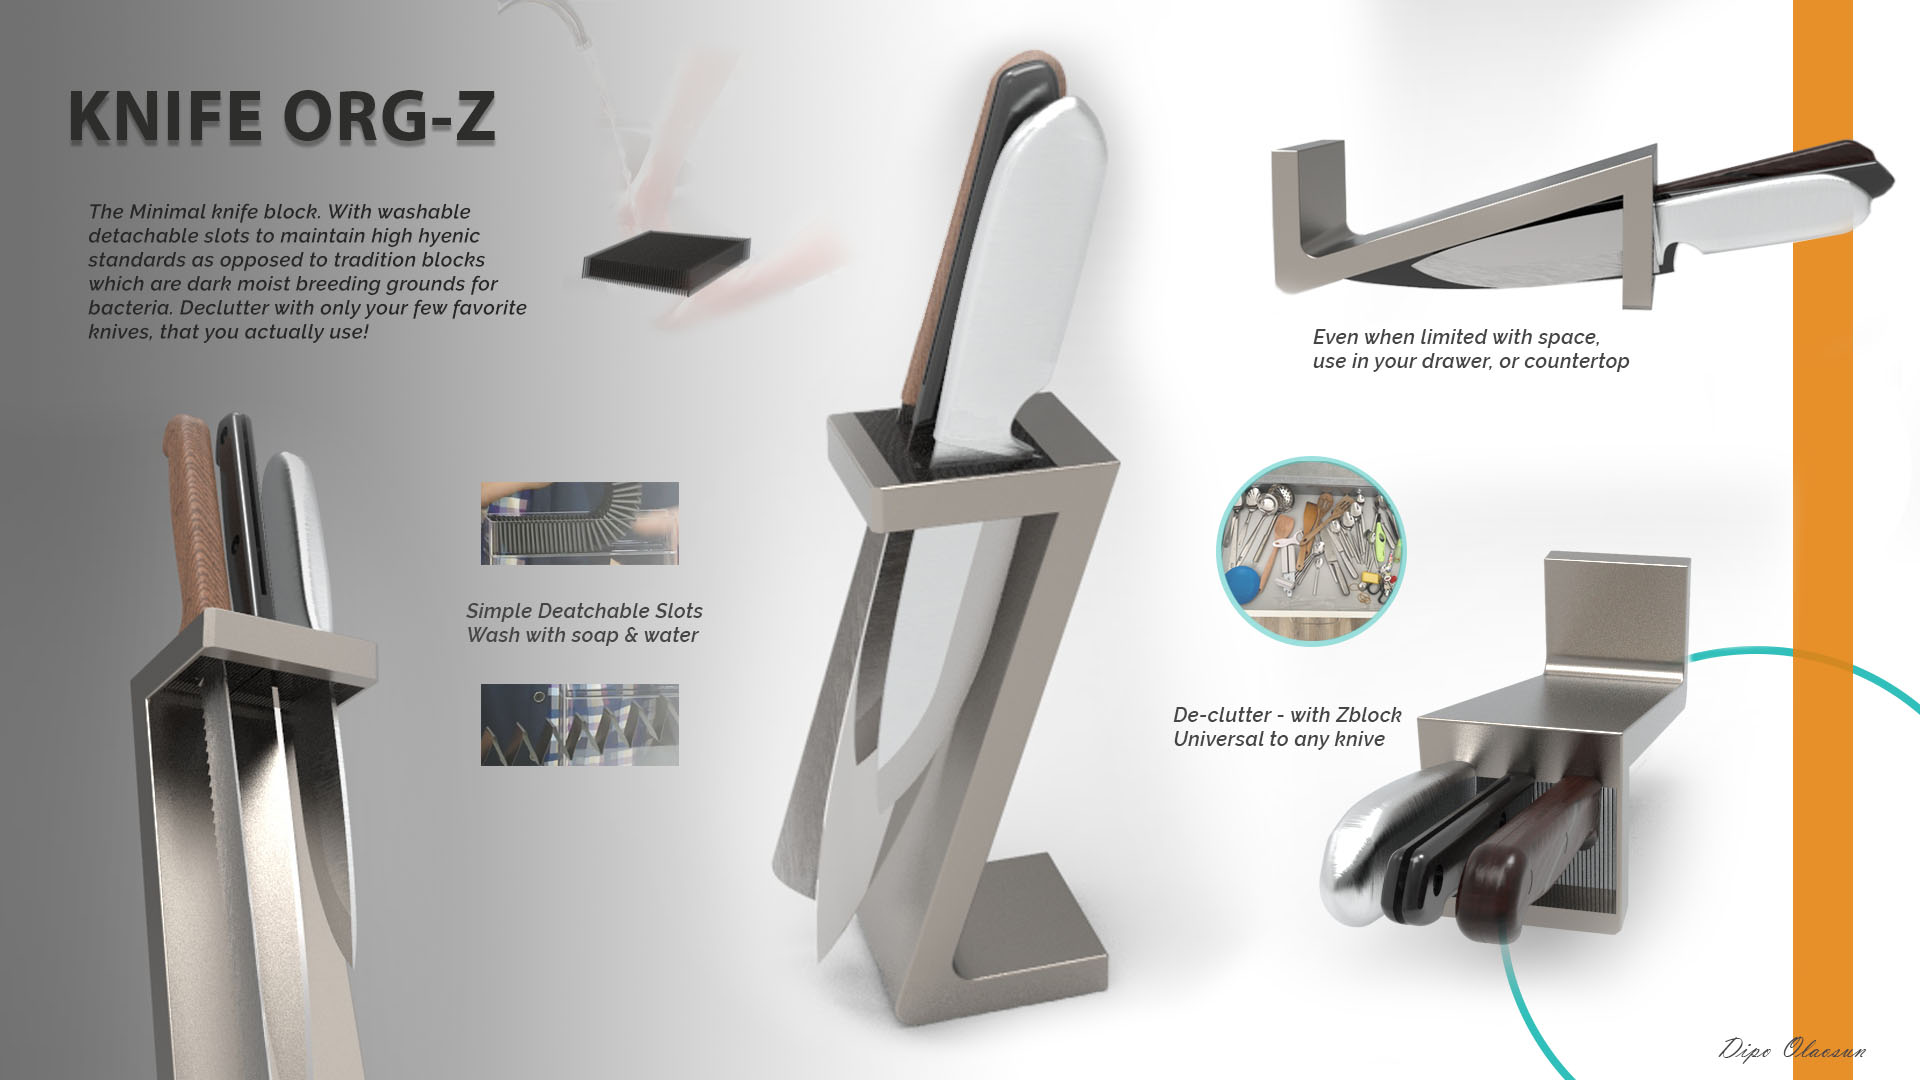 KNIFE ORG-Z
The Minimal knife block. With washable
detachable slots to maintain high hyenic
standards as opposed to tradition blocks
which are dark moist breeding grounds for
bacteria. Declutter with only your few favorite
knives, that you actually use!
Even when limited with space,
use in your drawer, or countertop
Simple Deatchable Slots
Wash with soap & water
De-clutter - with Zblock
Universal to any knive
Dipo Olaosun